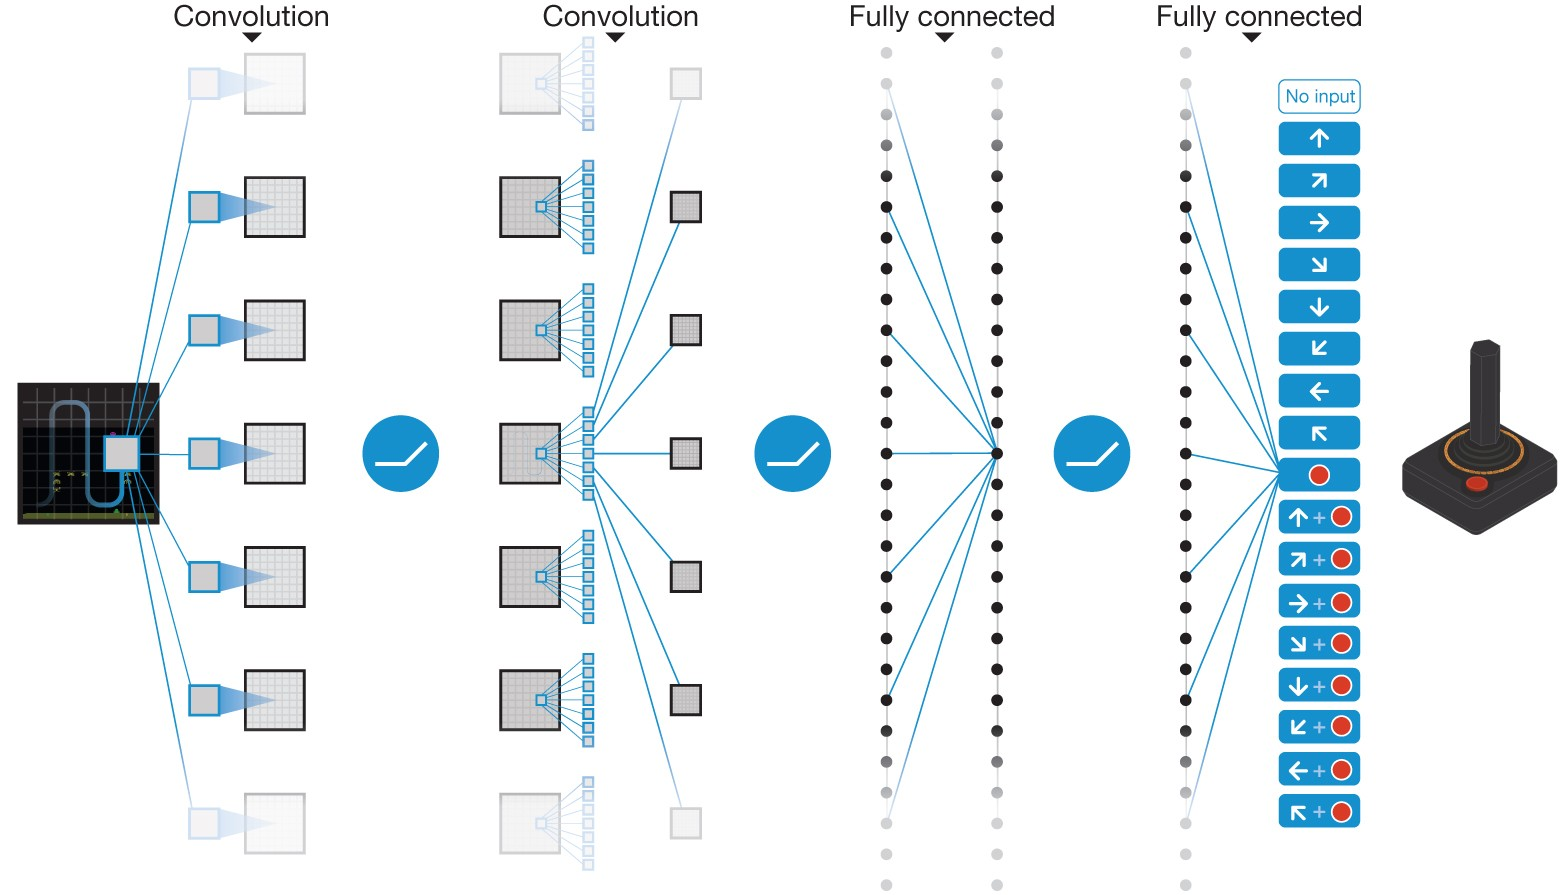 Convolution
Convolution
Fully connected
Fully connected
No input
+
+
+
+
+
+
+
+